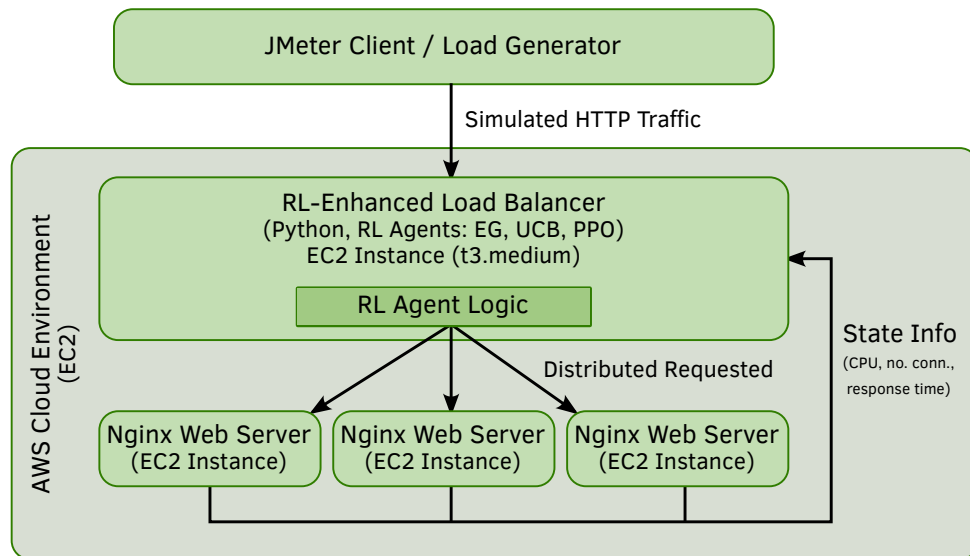 JMeter Client / Load Generator
Simulated HTTP Traffic
AWS Cloud Environment
(EC2)
RL-Enhanced Load Balancer
(Python, RL Agents: EG, UCB, PPO)
EC2 Instance (t3.medium)
RL Agent Logic
State Info
(CPU, no. conn.,
response time)
Distributed Requested
Nginx Web Server
(EC2 Instance)
Nginx Web Server
(EC2 Instance)
Nginx Web Server
(EC2 Instance)